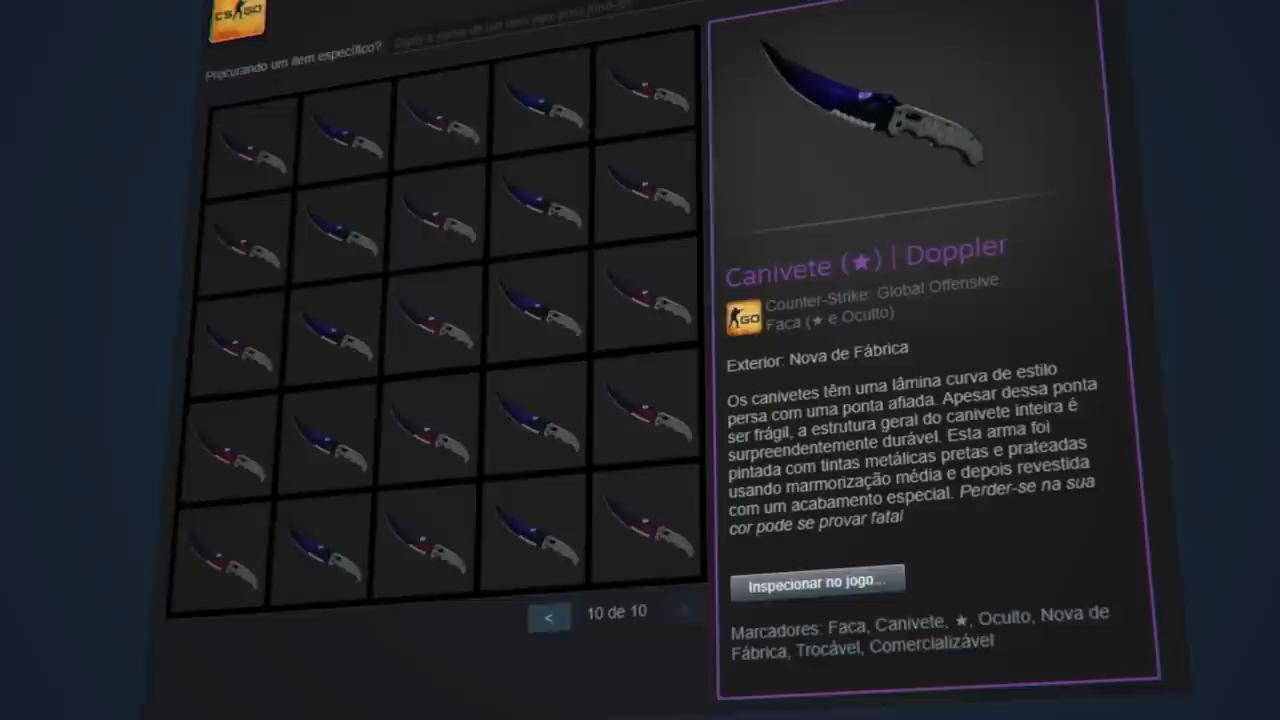 CS GO
Procurando um item específico?
Canivete (★) | Doppler
GO
Counter-Strike: Global Offensive
Faca (★ e Oculto)
Exterior: Nova de Fábrica
Os canivetes têm uma lâmina curva de estilo
persa com uma ponta afiada. Apesar dessa ponta
ser frágil, a estrutura geral do canivete inteira é
surpreendentemente durável. Esta arma foi
pintada com tintas metálicas pretas e prateadas
usando marmorização média e depois revestida
com um acabamento especial. Perder-se na sua
cor pode se provar fatal
Inspecionar no jogo...
< 10 de 10
Marcadores: Faca, Canivete, ★, Oculto, Nova de
Fábrica, Trocável, Comercializável